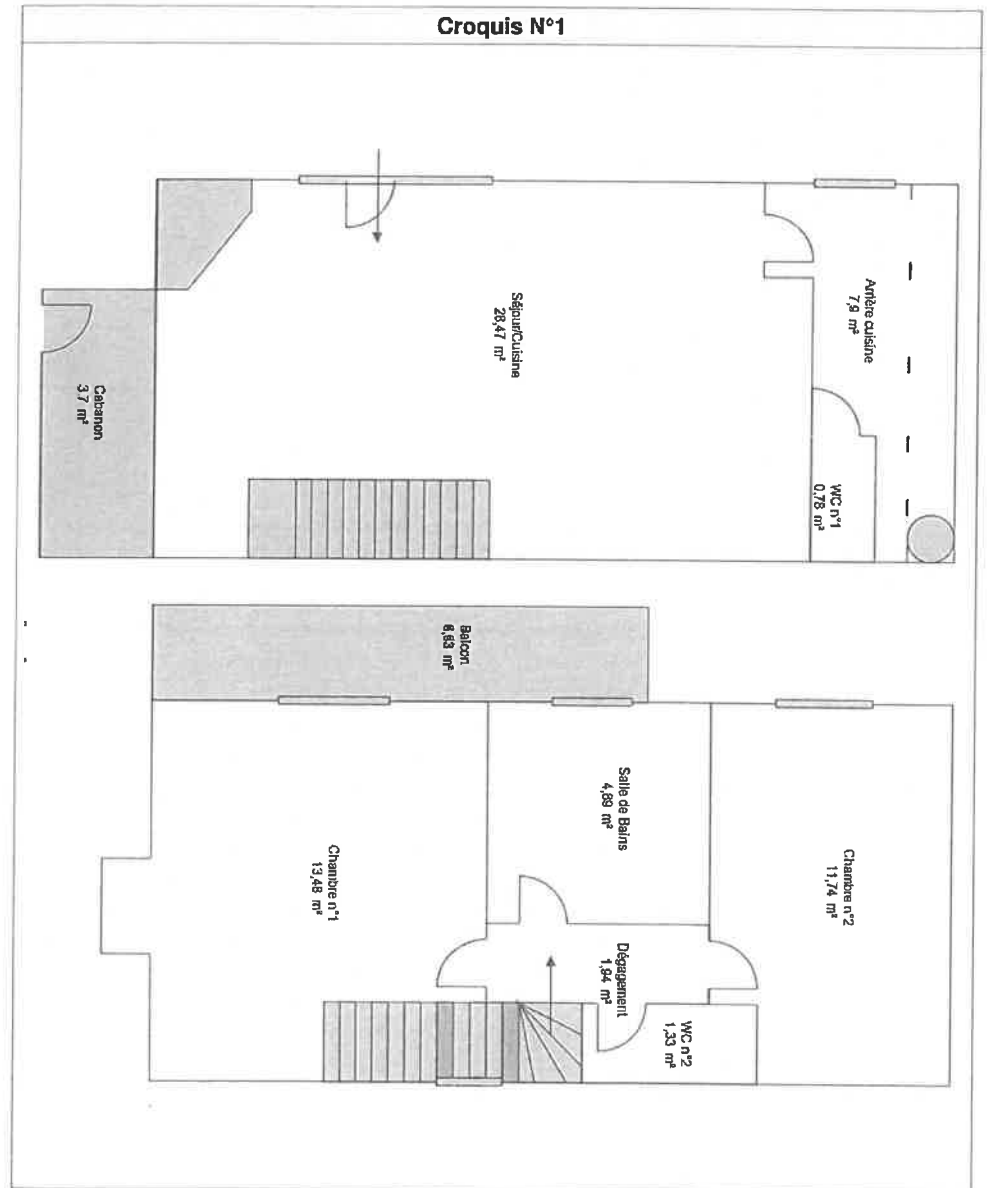 Croquis N°1
Arrière cuisine
7,9 m²
Séjour/Cuisine
28,47 m²
Cabanon
3.7 m²
WC n°1
0,78 m²
Balcon
6,63 m²
Salle de Bains
4,89 m²
Chambre n°2
11,74 m²
Chambre n°1
13,48 m²
Dégagement
1,94 m²
WC n°2
1,33 m²